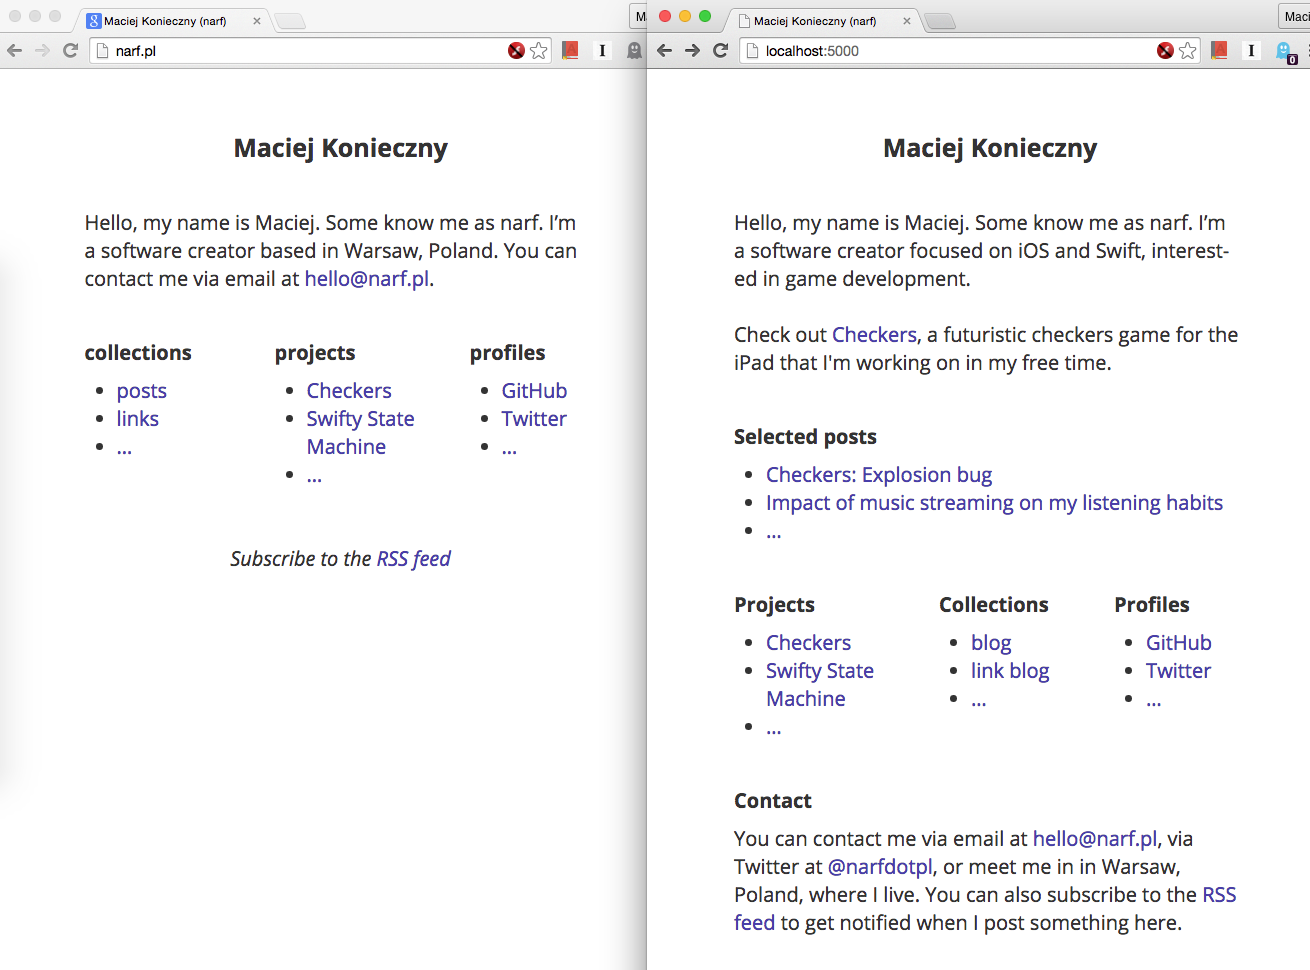 Maciej Konieczny (narf)
narf.pl
Maciej Konieczny
Hello, my name is Maciej. Some know me as narf. I’m
a software creator based in Warsaw, Poland. You can
contact me via email at hello@narf.pl.
collections
posts
links
...
projects
Checkers
Swifty State
Machine
...
profiles
GitHub
Twitter
...
Subscribe to the RSS feed
Maciej Konieczny (narf)
Maci
localhost:5000
0
Maciej Konieczny
Hello, my name is Maciej. Some know me as narf. I’m
a software creator focused on iOS and Swift, interest-
ed in game development.
Check out Checkers, a futuristic checkers game for the
iPad that I'm working on in my free time.
Selected posts
Checkers: Explosion bug
Impact of music streaming on my listening habits
...
Projects
Checkers
Swifty State
Machine
...
Collections
blog
link blog
...
Profiles
GitHub
Twitter
...
Contact
You can contact me via email at hello@narf.pl, via
Twitter at @narfdotpl, or meet me in in Warsaw,
Poland, where I live. You can also subscribe to the RSS
feed to get notified when I post something here.